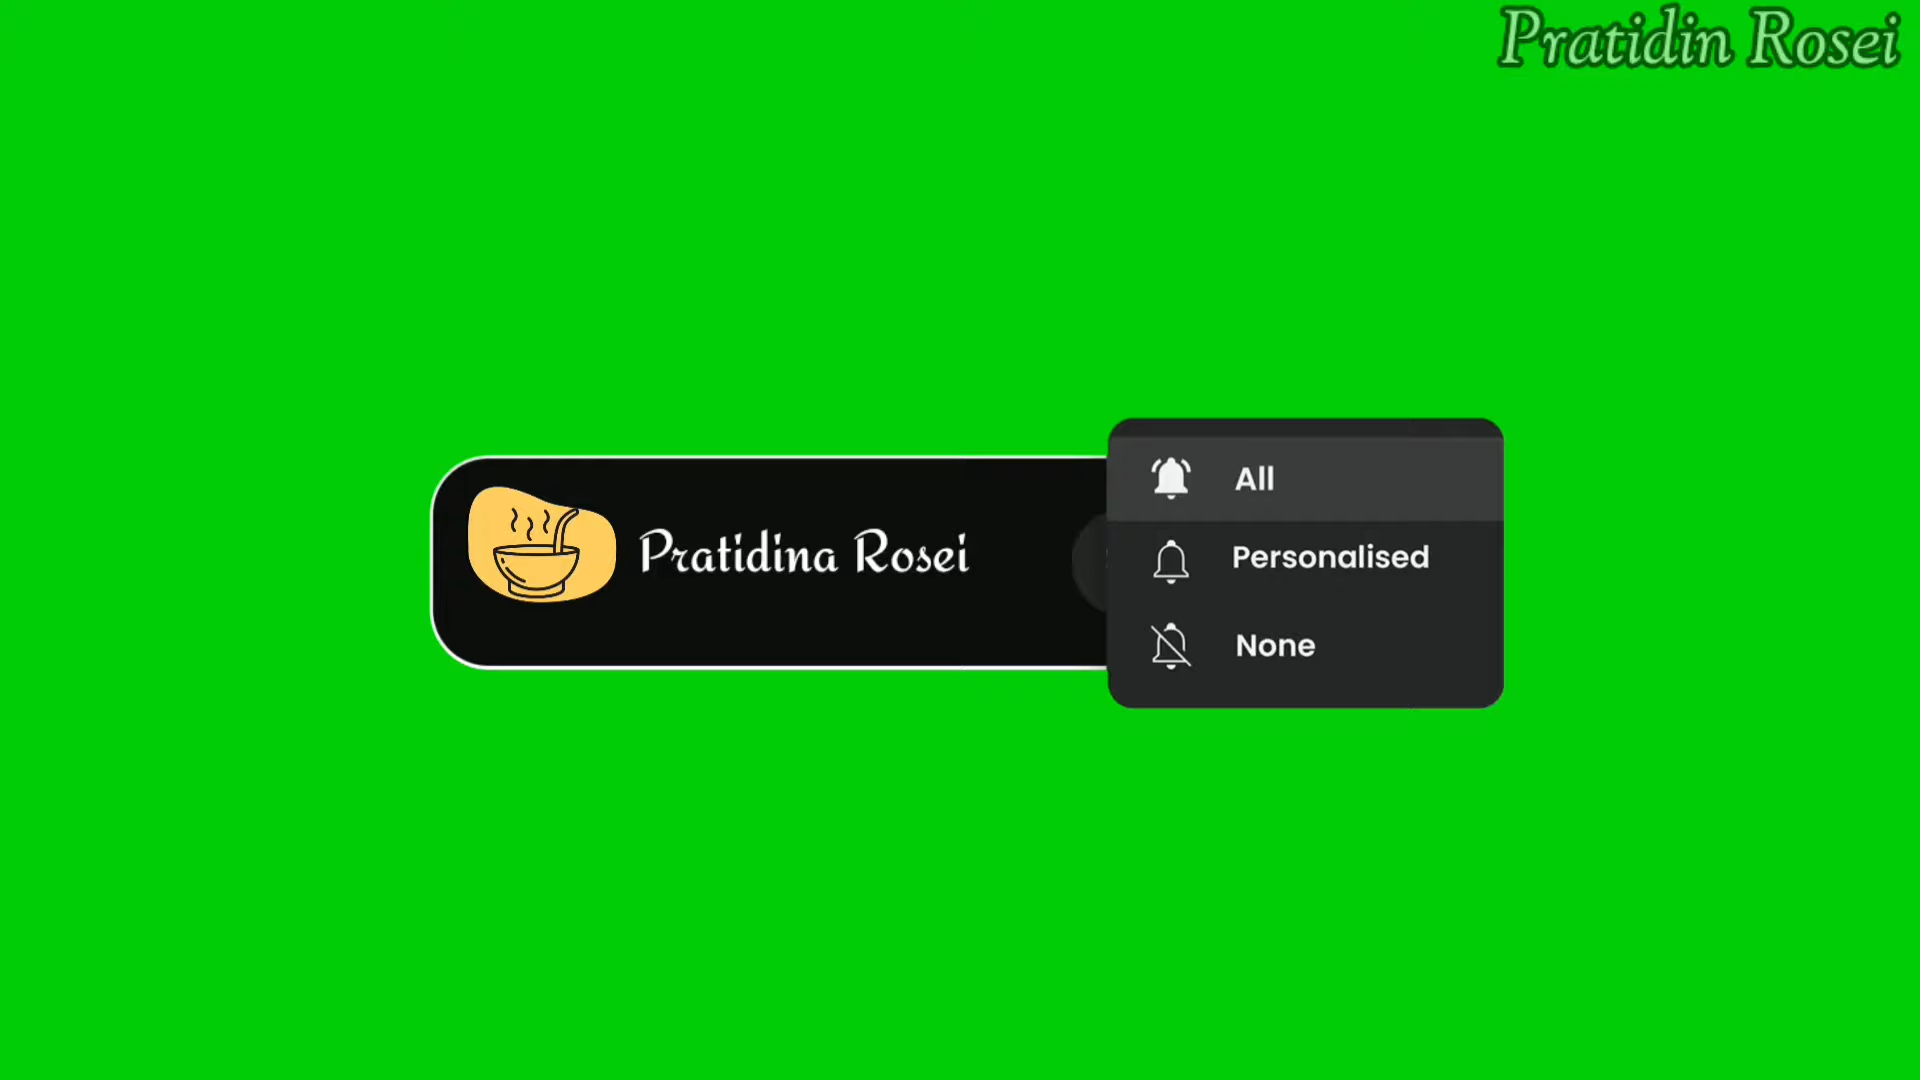 Pratidin Rosei
All
Pratidina Rosei
Personalised
None